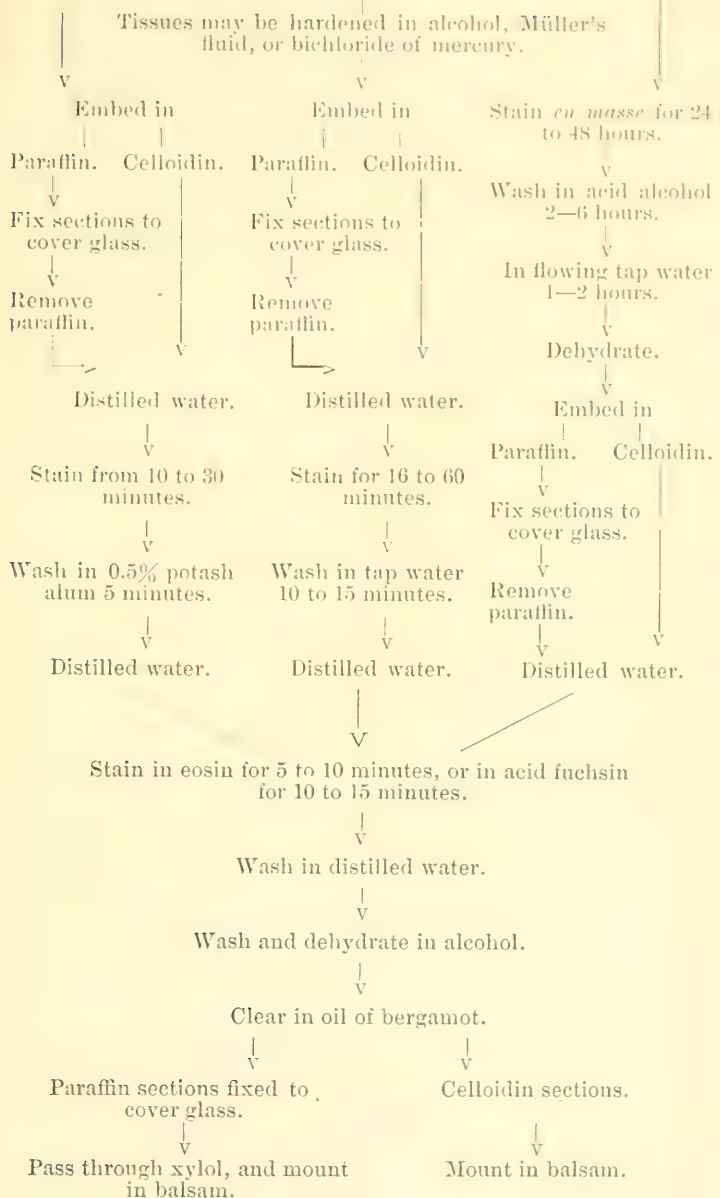 Tissues may be hardened in alcohol, Müller's
fluid, or bichloride of mercury.
Embed in
Paraffin. Celloidin.
Fix sections to
cover glass.
Remove
paraffin.
Distilled water.
Stain from 10 to 30
minutes.
Wash in 0.5% potash
alum 5 minutes.
Distilled water.
Embed in
Paraffin. Celloidin.
Fix sections to
cover glass.
Remove
paraffin.
Distilled water.
Stain for 16 to 60
minutes.
Wash in tap water
10 to 15 minutes.
Distilled water.
Stain en masse for 24
to 48 hours.
Wash in acid alcohol
2—6 hours.
In flowing tap water
1—2 hours.
Dehydrate.
Embed in
Paraffin. Celloidin.
Fix sections to
cover glass.
Remove
paraffin.
Distilled water.
Stain in eosin for 5 to 10 minutes, or in acid fuchsin
for 10 to 15 minutes.
Wash in distilled water.
Wash and dehydrate in alcohol.
Clear in oil of bergamot.
Paraffin sections fixed to
cover glass.
Pass through xylol, and mount
in balsam.
Celloidin sections.
Mount in balsam.